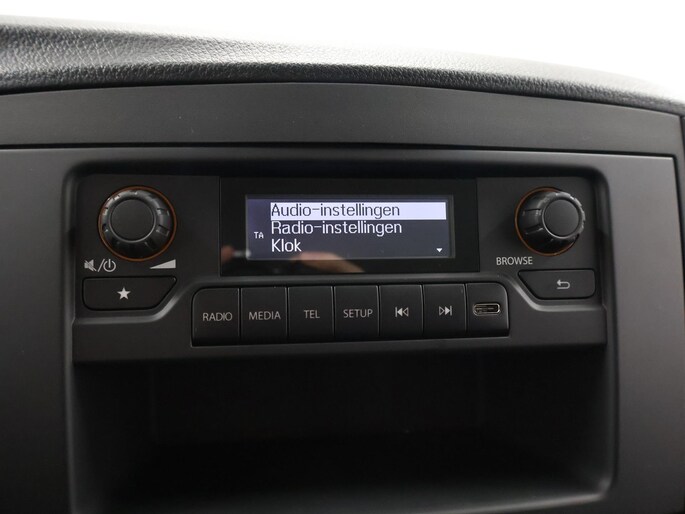 Audio-instellingen
TA Radio-instellingen
Klok
BROWSE
RADIO MEDIA TEL SETUP